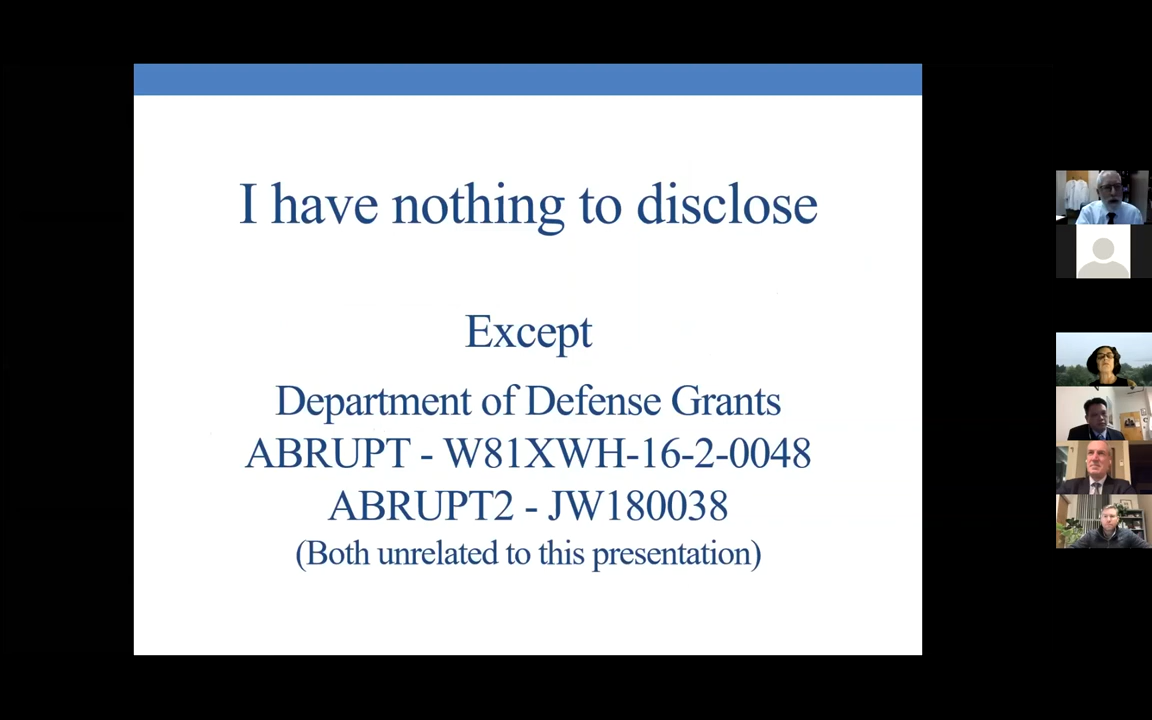 I have nothing to disclose
Except
Department of Defense Grants
ABRUPT - W81XWH-16-2-0048
ABRUPT2 - JW180038
(Both unrelated to this presentation)